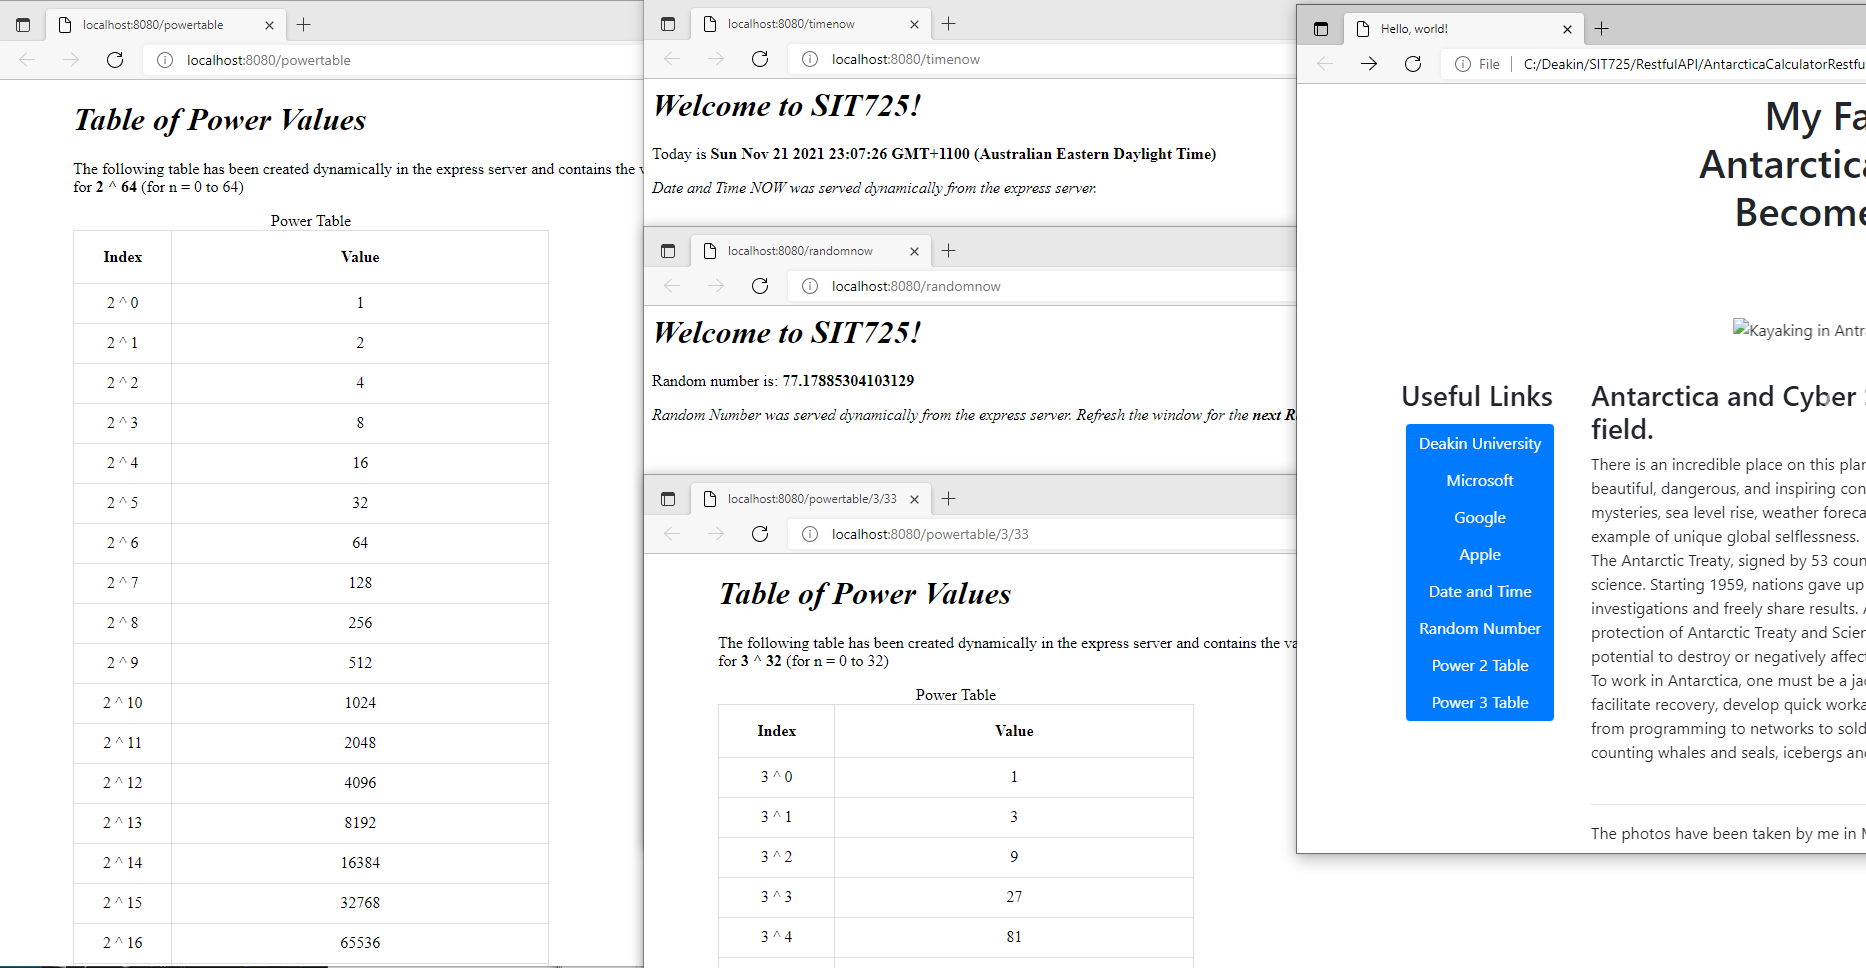 localhost:8080/powertable
localhost:8080/powertable
Table of Power Values
The following table has been created dynamically in the express server and contains the
for 2 ^ 64 (for n = 0 to 64)
Power Table
Index Value
2 ^ 0 1
2 ^ 1 2
2 ^ 2 4
2 ^ 3 8
2 ^ 4 16
2 ^ 5 32
2 ^ 6 64
2 ^ 7 128
2 ^ 8 256
2 ^ 9 512
2 ^ 10 1024
2 ^ 11 2048
2 ^ 12 4096
2 ^ 13 8192
2 ^ 14 16384
2 ^ 15 32768
2 ^ 16 65536
localhost:8080/timenow
localhost:8080/timenow
Welcome to SIT725!
Today is Sun Nov 21 2021 23:07:26 GMT+1100 (Australian Eastern Daylight Time)
Date and Time NOW was served dynamically from the express server.
localhost:8080/randomnow
localhost:8080/randomnow
Welcome to SIT725!
Random number is: 77.17885304103129
Random Number was served dynamically from the express server. Refresh the window for the next R
localhost:8080/powertable/3/33
localhost:8080/powertable/3/33
Table of Power Values
The following table has been created dynamically in the express server and contains the va
for 3 ^ 32 (for n = 0 to 32)
Power Table
Index Value
3 ^ 0 1
3 ^ 1 3
3 ^ 2 9
3 ^ 3 27
3 ^ 4 81
Hello, world!
File C:/Deakin/SIT725/RestfulAPI/AntarcticaCalculatorRestfu
My Fa
Antarctica
Become
Kayaking in Antra
Useful Links
Deakin University
Microsoft
Google
Apple
Date and Time
Random Number
Power 2 Table
Power 3 Table
Antarctica and Cyber
field.
There is an incredible place on this plan
beautiful, dangerous, and inspiring con
mysteries, sea level rise, weather foreca
example of unique global selflessness.
The Antarctic Treaty, signed by 53 coun
science. Starting 1959, nations gave up
investigations and freely share results.
protection of Antarctic Treaty and Scien
potential to destroy or negatively affect
To work in Antarctica, one must be a jac
facilitate recovery, develop quick worka
from programming to networks to sold
counting whales and seals, icebergs and
The photos have been taken by me in M